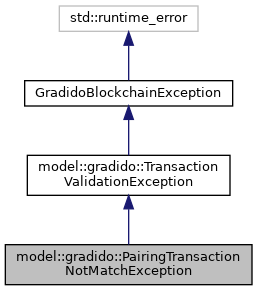 std::runtime_error
GradidoBlockchainException
model::gradido::Transaction
ValidationException
model::gradido::PairingTransaction
NotMatchException